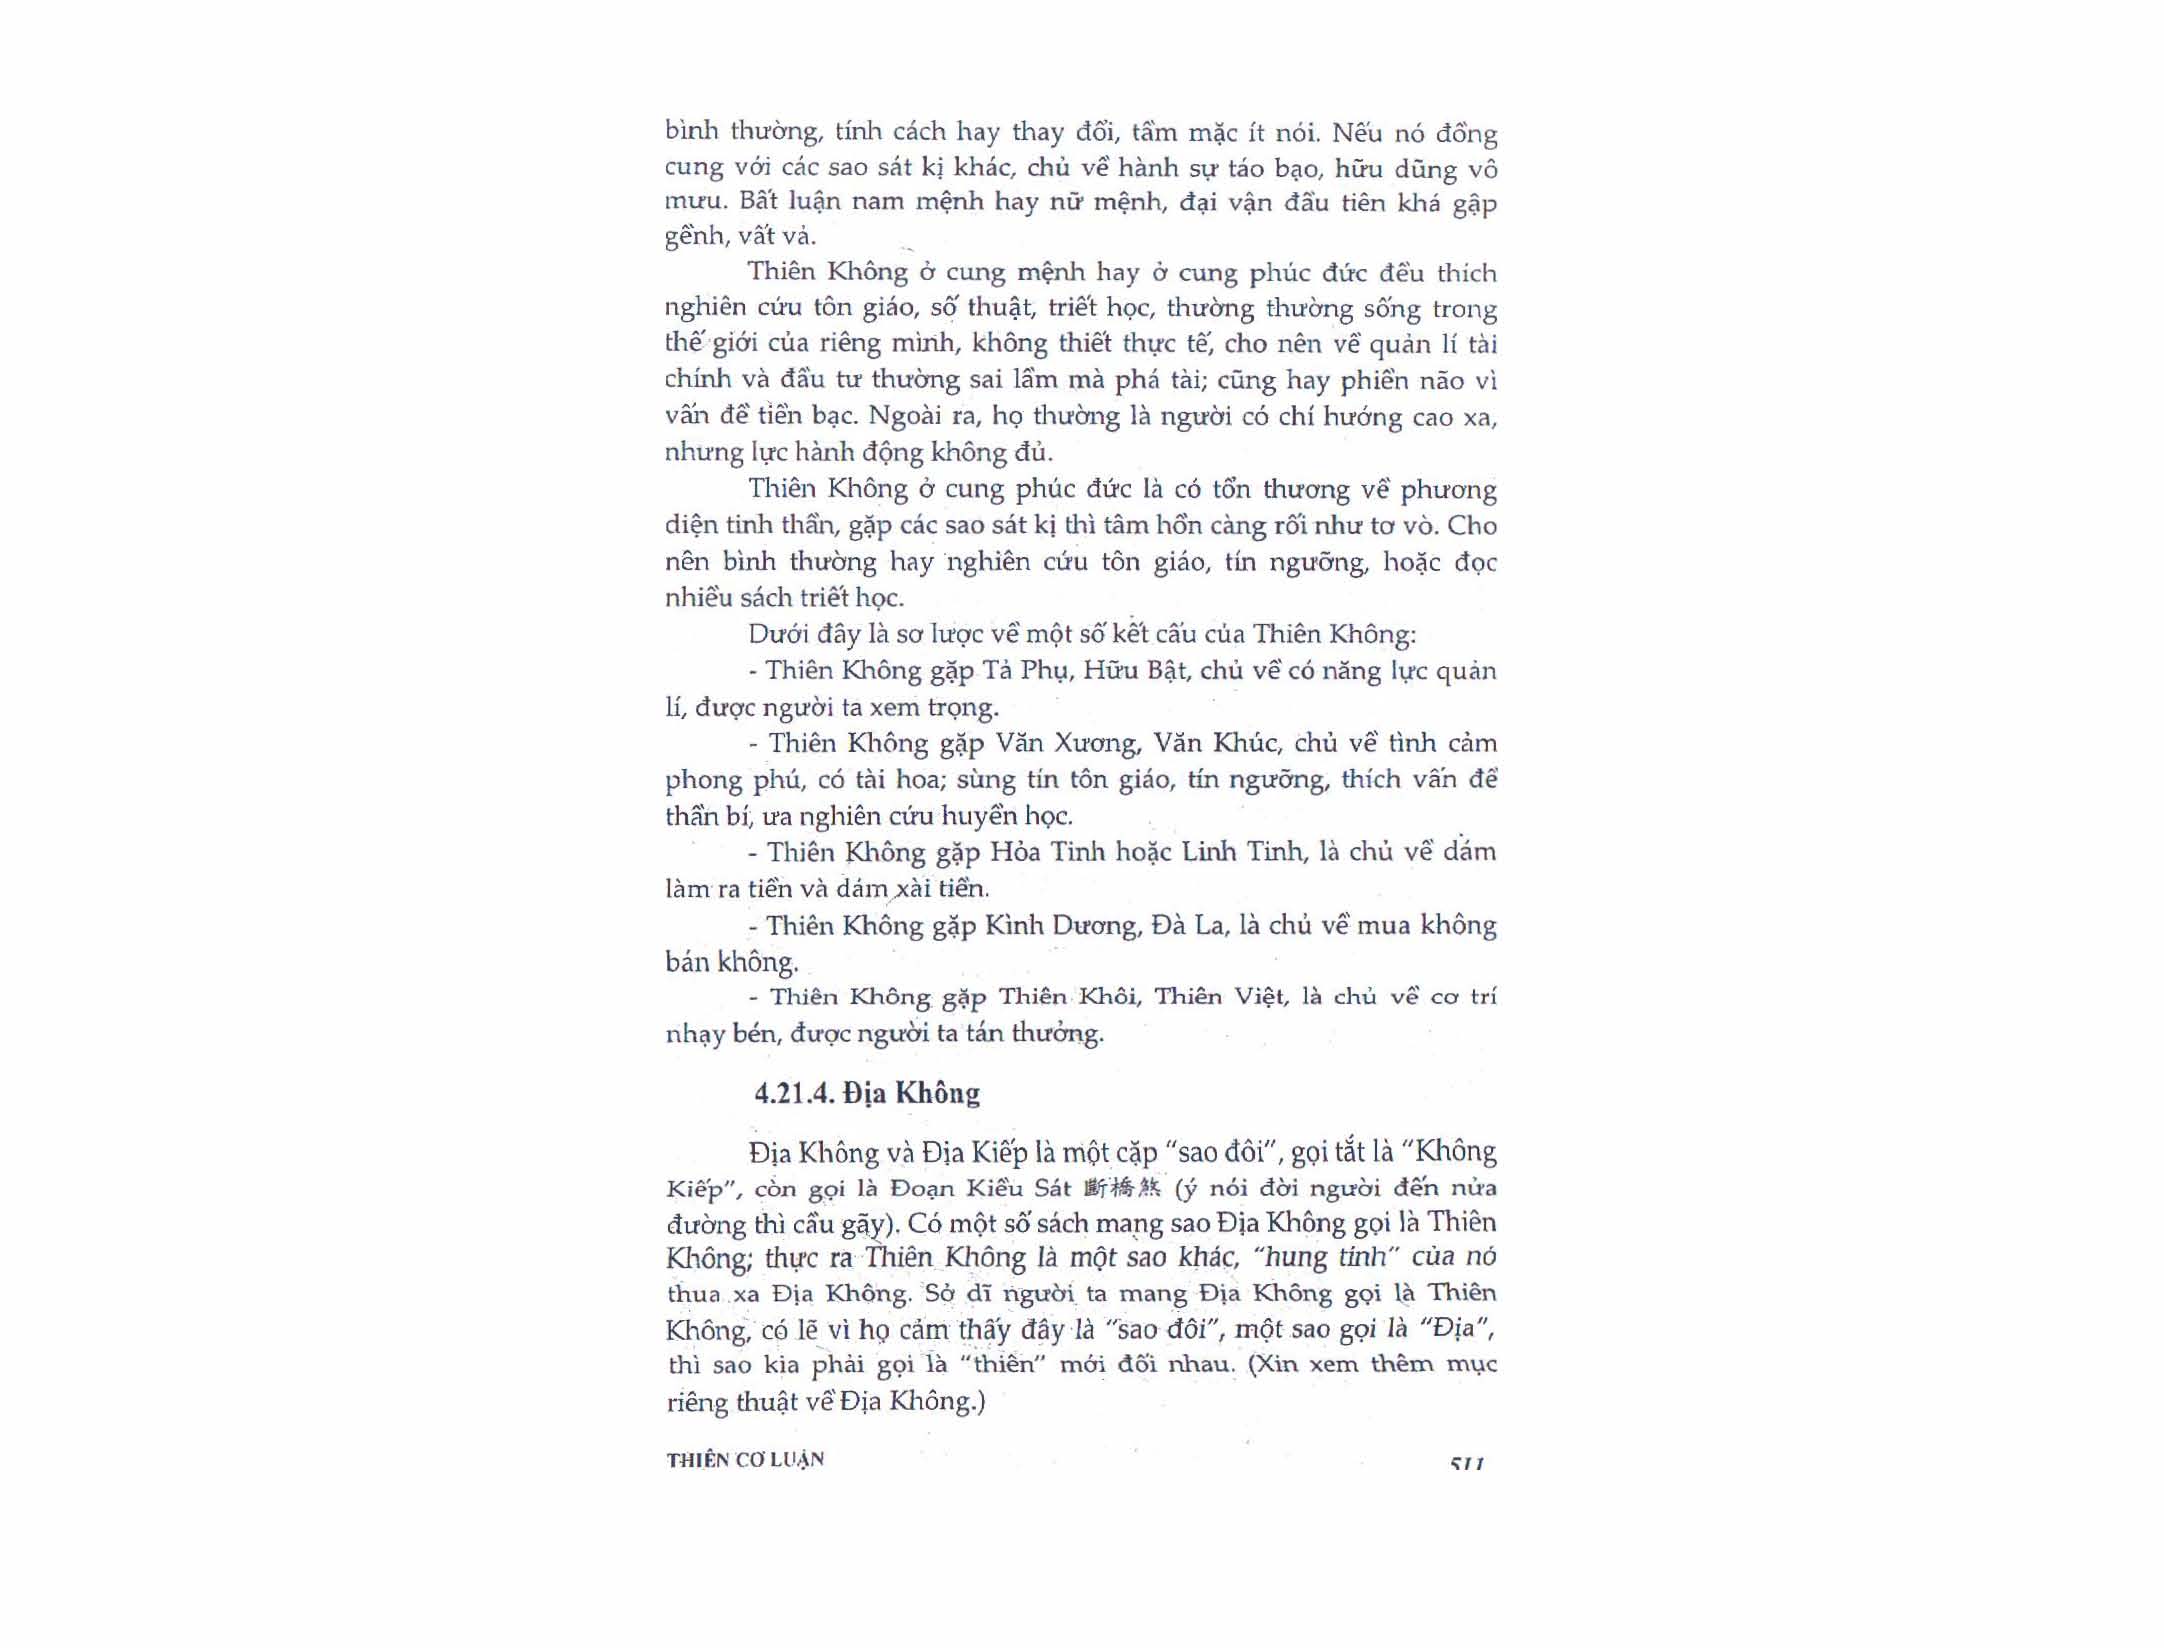 bình thường, tính cách hay thay đổi, tầm mặc ít nói. Nếu nó đồng
cung với các sao sát kị khác, chủ về hành sự táo bạo, hữu dũng vô
mưu. Bất luận nam mệnh hay nữ mệnh, đại vận đầu tiên khá gập
gềnh, vất vả.
Thiên Không ở cung mệnh hay ở cung phúc đức đều thích
nghiên cứu tôn giáo, số thuật, triết học, thường thường sống trong
thế giới của riêng mình, không thiết thực tế, cho nên về quản lí tài
chính và đầu tư thường sai lầm mà phá tài; cũng hay phiền não vì
vấn đề tiền bạc. Ngoài ra, họ thường là người có chí hướng cao xa,
nhưng lực hành động không đủ.
Thiên Không ở cung phúc đức là có tổn thương về phương
diện tinh thần, gặp các sao sát kị thì tâm hồn càng rối như tơ vò. Cho
nên bình thường hay nghiên cứu tôn giáo, tín ngưỡng, hoặc đọc
nhiều sách triết học.
Dưới đây là sơ lược về một số kết cấu của Thiên Không:
- Thiên Không gặp Tả Phụ, Hữu Bật, chủ về có năng lực quản
lí, được người ta xem trọng.
- Thiên Không gặp Văn Xương, Văn Khúc, chủ về tình cảm
phong phú, có tài hoa; sùng tín tôn giáo, tín ngưỡng, thích vấn đề
thần bí, ưa nghiên cứu huyền học.
- Thiên Không gặp Hỏa Tinh hoặc Linh Tinh, là chủ về dám
làm ra tiền và dám xài tiền.
- Thiên Không gặp Kình Dương, Đà La, là chủ về mua không
bán không.
- Thiên Không gặp Thiên Khôi, Thiên Việt, là chủ về cơ trí
nhạy bén, được người ta tán thưởng.
4.21.4. Địa Không
Địa Không và Địa Kiếp là một cặp "sao đôi", gọi tắt là "Không
Kiếp", còn gọi là Đoạn Kiều Sát 斷橋煞 (ý nói đời người đến nửa
đường thì cầu gãy). Có một số sách mạng sao Địa Không gọi là Thiên
Không; thực ra Thiên Không là một sao khác, "hung tính" của nó
thua xa Địa Không. Sở dĩ người ta mang Địa Không gọi là Thiên
Không, có lẽ vì họ cảm thấy đây là "sao đôi", một sao gọi là "Địa",
thì sao kia phải gọi là "thiên" mới đối nhau. (Xin xem thêm mục
riêng thuật về Địa Không.)
THIÊN CƠ LUẬN 511